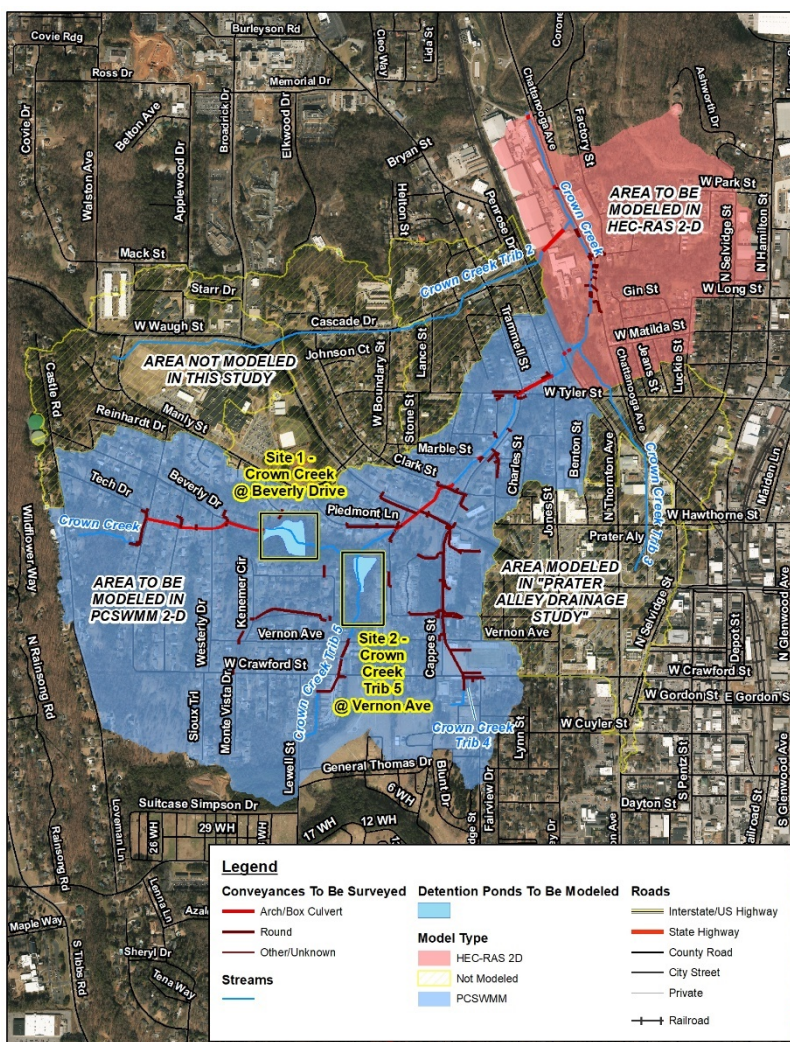 Covie Rdg
Burleyson Rd
Cleo Way
Lida St
Ross Dr
Memorial Dr
Covie Dr
Belton Ave
Walston Ave
Applewood Dr
Broadrick Dr
Elkwood Dr
Chattanooga Ave
Factory St
Ashworth Dr
Bryan St
W Park St
AREA TO BE
MODELED IN
HEC-RAS 2-D
Helton St
Penrose Dr
Crown Creek
N Selvidge St
N Hamilton St
Mack St
Crown Creek Trib 2
Starr Dr
Gin St
W Long St
Trammell St
W Waugh St
Cascade Dr
W Matilda St
AREA NOT MODELED
IN THIS STUDY
Johnson Ct
Lance St
W Boundary St
Jeans St
Luckie St
Chattanooga Ave
Castle Rd
W Tyler St
Manly St
Stone St
Reinhardt Dr
Marble St
Benton St
N Thornton Ave
Site 1 -
Crown Creek
@ Beverly Drive
Clark St
Charles St
Crown Creek Trib 3
Maiden Ln
Tech Dr
Beverly Dr
Piedmont Ln
Jones St
W Hawthorne St
Wildflower Way
Crown Creek
Prater Aly
AREA TO BE
MODELED IN
PCSWMM 2-D
Kenemer Cir
AREA MODELED
IN "PRATER
ALLEY DRAINAGE
STUDY"
Westerly Dr
N Selvidge St
N Glenwood Ave
Vernon Ave
Site 2 -
Crown
Creek
Trib 5
@ Vernon Ave
Cappes St
Vernon Ave
Depot St
N Rainsong Rd
W Crawford St
W Crawford St
Crown Creek Trib 5
W Gordon St
E Gordon St
Sioux Trl
Monte Vista Dr
Crown Creek
Trib 4
Lynn St
W Cuyler St
Lewell St
General Thomas Dr
Blunt Dr
Fairview Dr
S Pentz St
S Glenwood Ave
6 WH
Dayton St
Suitcase Simpson Dr
Loveman Ln
26 WH
29 WH
17 WH
12 WH
Rainsong Rd
Lenna Ln
Maple Way
S Tibbs Rd
Sheryl Dr
Tena Way
Legend
Conveyances To Be Surveyed
Arch/Box Culvert
Round
Other/Unknown
Streams
Detention Ponds To Be Modeled
Model Type
HEC-RAS 2D
Not Modeled
PCSWMM
Roads
Interstate/US Highway
State Highway
County Road
City Street
Private
Railroad